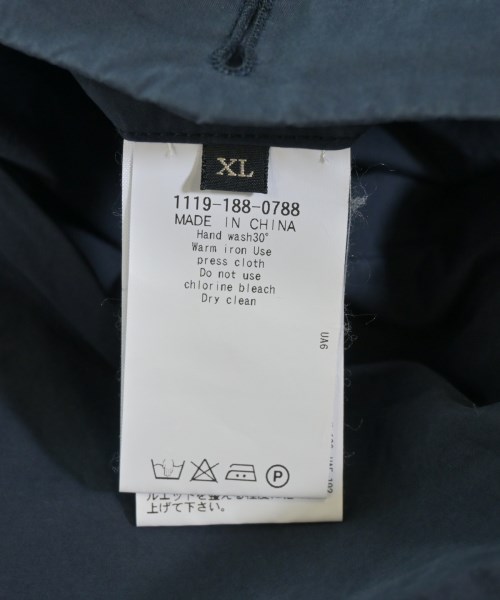 XL
1119-188-0788
MADE IN CHINA
Hand wash30°
Warm iron Use
press cloth
Do not use
chlorine bleach
Dry clean
UV6
P
上げて下さい。